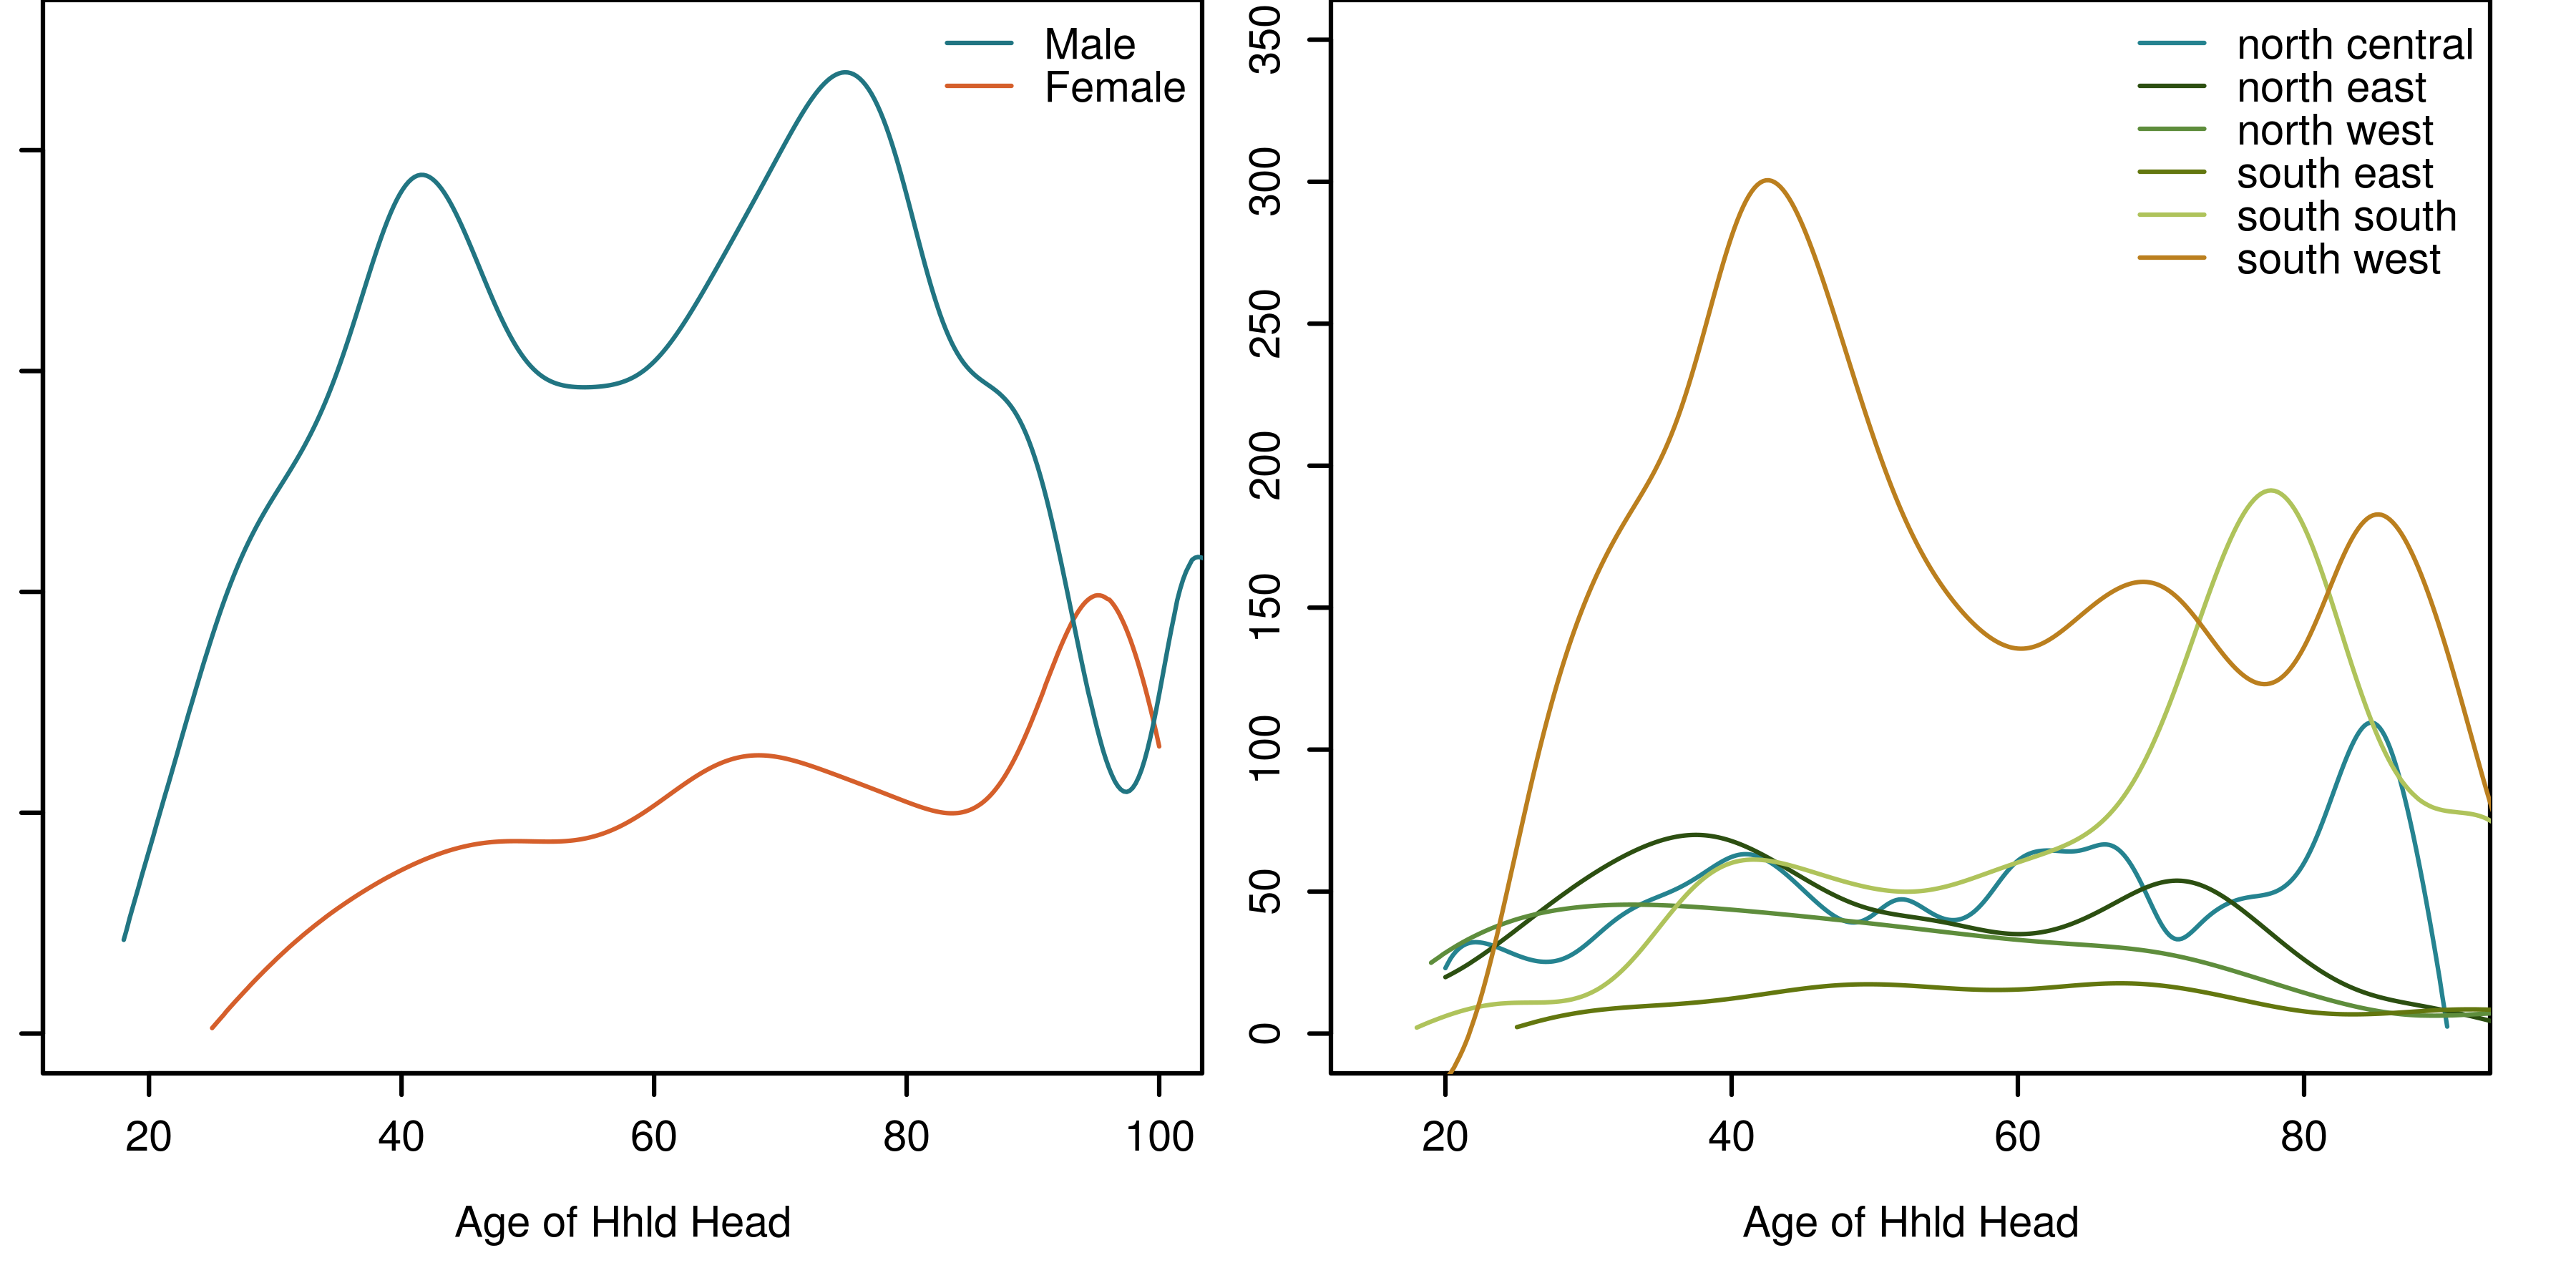 Male
Female
20 40 60 80 100
Age of Hhld Head
350
300
250
200
150
100
50
0
north central
north east
north west
south east
south south
south west
20 40 60 80
Age of Hhld Head